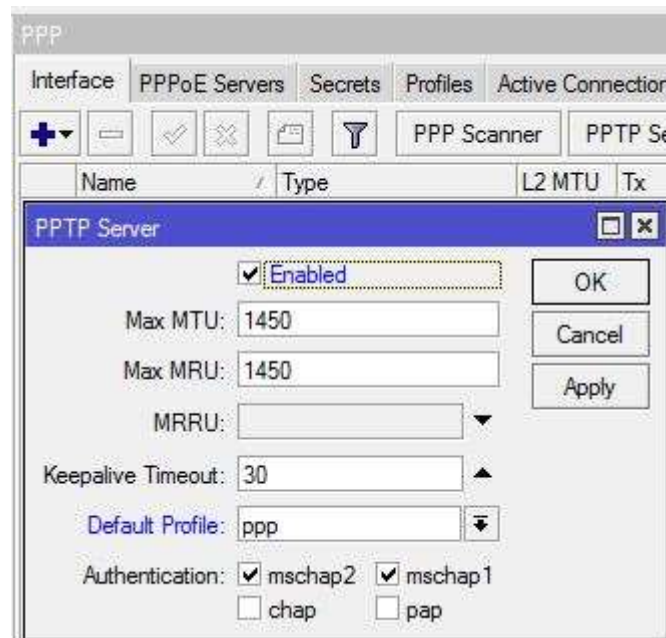 PPP
Interface PPPoE Servers Secrets Profiles Active Connection
PPP Scanner PPTP Se
Name Type L2 MTU Tx
PPTP Server
Enabled OK
Max MTU: 1450 Cancel
Max MRU: 1450 Apply
MRRU:
Keepalive Timeout: 30
Default Profile: ppp
Authentication: mschap2 mschap1
chap pap